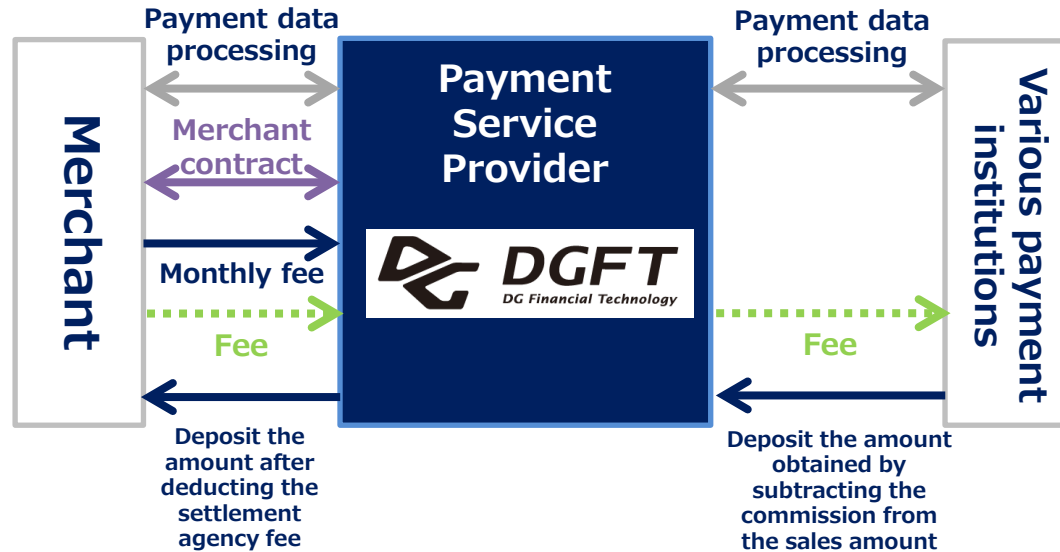 Payment data
processing
Merchant
contract
Monthly fee
Fee
Deposit the
amount after
deducting the
settlement
agency fee
Merchant
Payment
Service
Provider
DG
DGFT
DG Financial Technology
Payment data
processing
Fee
Deposit the amount
obtained by
subtracting the
commission from
the sales amount
Various payment
institutions